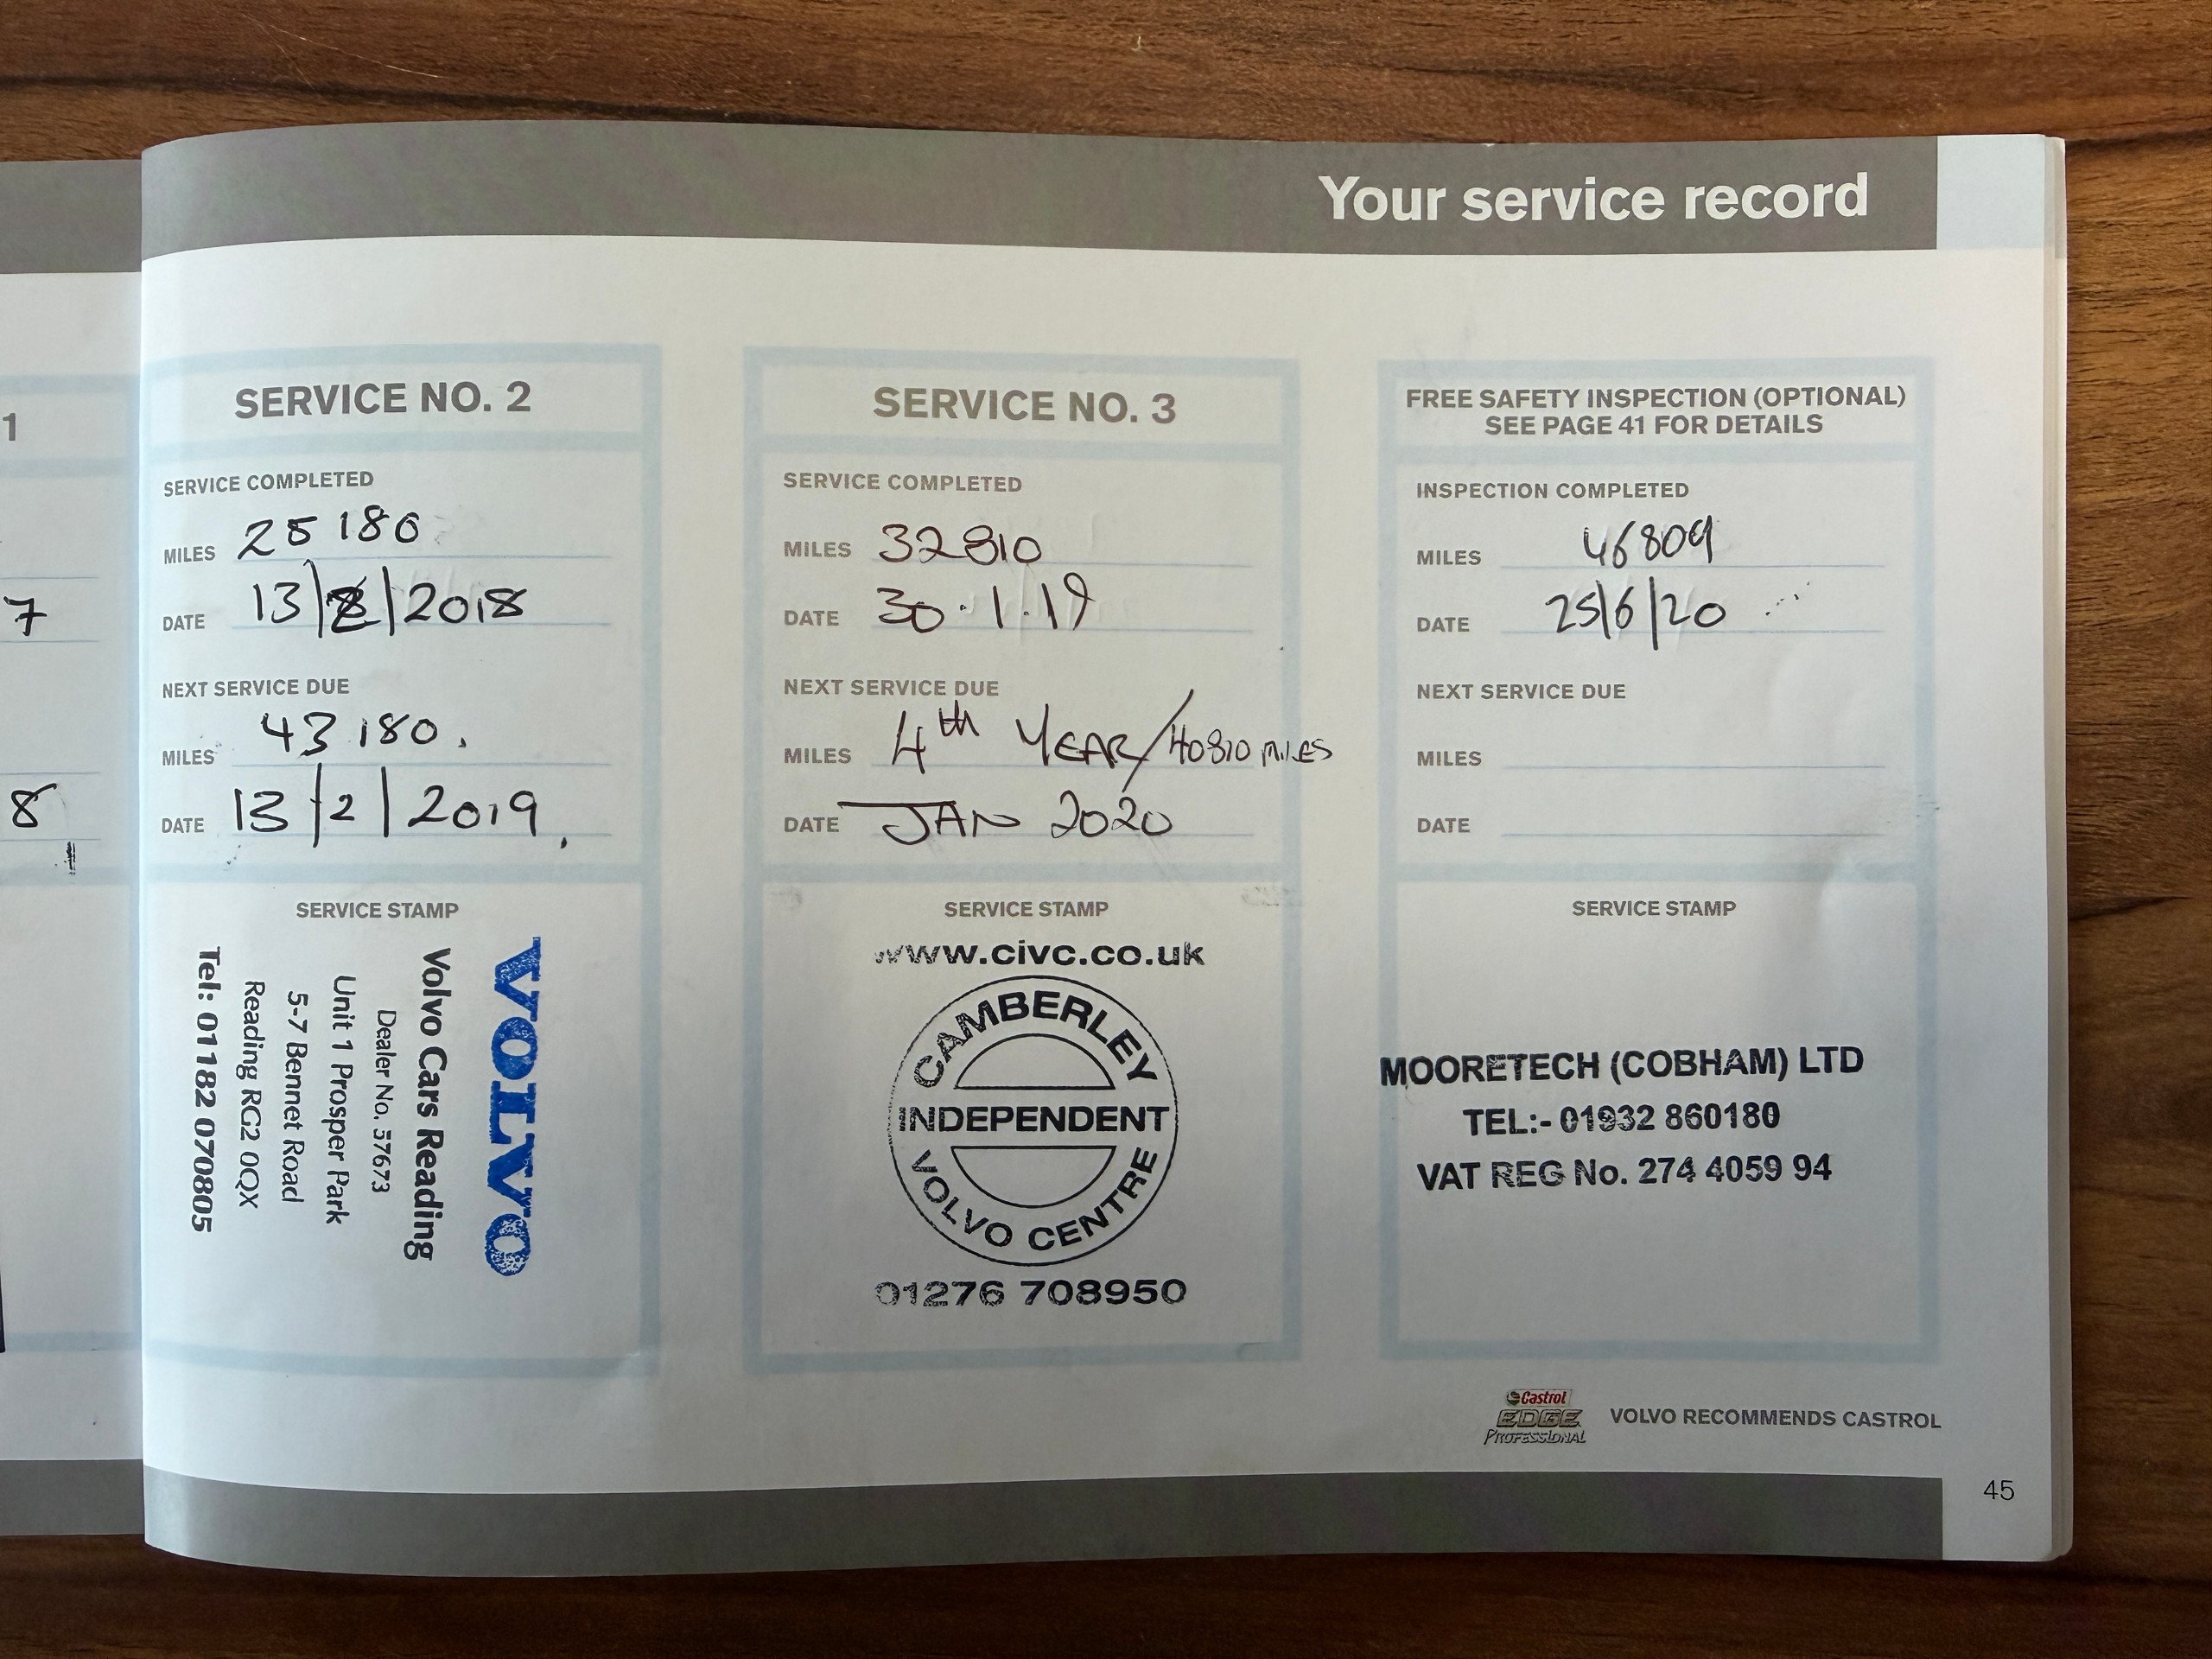 Your service record
1
7
8
SERVICE NO. 2
SERVICE COMPLETED
MILES 25180
DATE 13/2/2018
NEXT SERVICE DUE
MILES 43180.
DATE 13/2/2019.
SERVICE STAMP
VOLVO
Volvo Cars Reading
Dealer No. 57673
Unit 1 Prosper Park
5-7 Bennet Road
Reading RG2 0QX
Tel: 01182 070805
SERVICE NO. 3
SERVICE COMPLETED
MILES 32810
DATE 30.1.19
NEXT SERVICE DUE
MILES 4th YEAR/40810 MILES
DATE JAN 2020
SERVICE STAMP
www.civc.co.uk
CAMBERLEY
INDEPENDENT
VOLVO CENTRE
01276 708950
FREE SAFETY INSPECTION (OPTIONAL)
SEE PAGE 41 FOR DETAILS
INSPECTION COMPLETED
MILES 46809
DATE 25/6/20
NEXT SERVICE DUE
MILES
DATE
SERVICE STAMP
MOORETECH (COBHAM) LTD
TEL:- 01932 860180
VAT REG No. 274 4059 94
Castrol
EDGE
PROFESSIONAL
VOLVO RECOMMENDS CASTROL
45